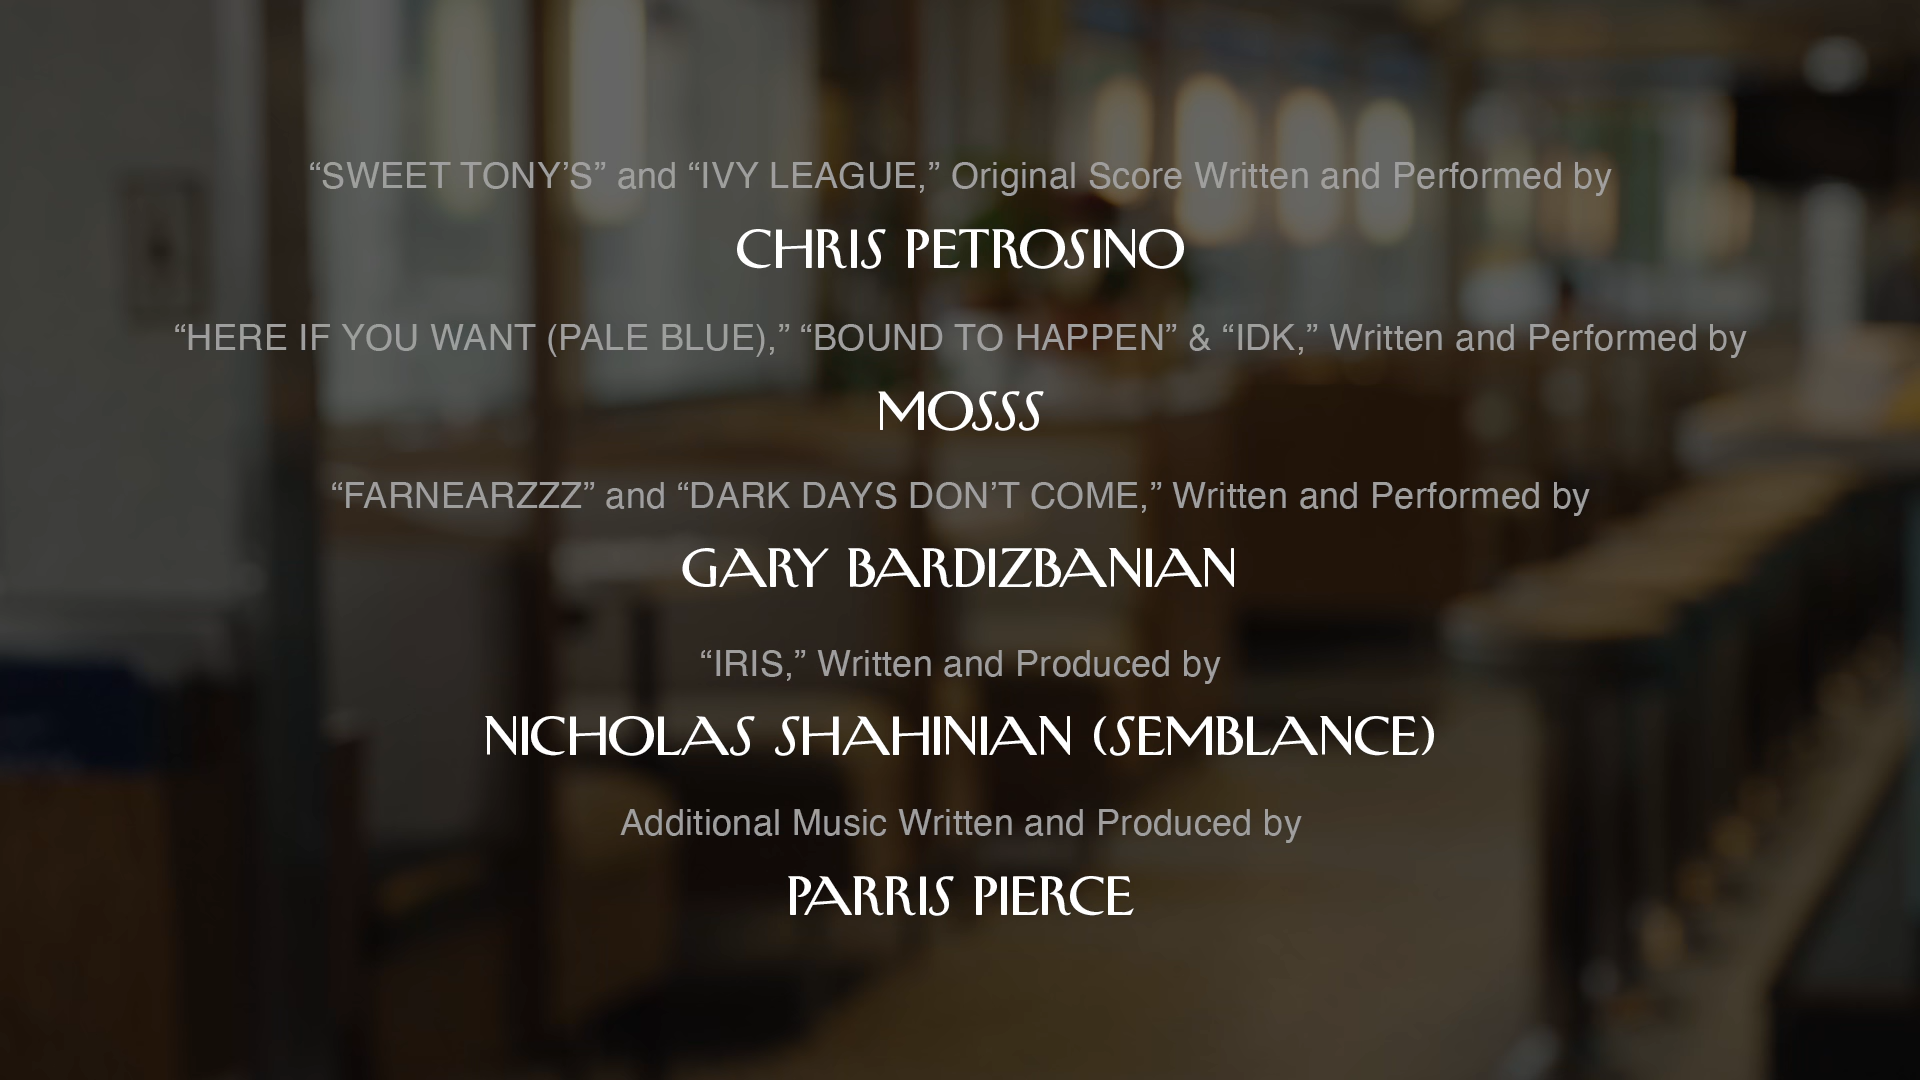 “SWEET TONY’S” and “IVY LEAGUE,” Original Score Written and Performed by
CHRIS PETROSINO
“HERE IF YOU WANT (PALE BLUE),” “BOUND TO HAPPEN” & “IDK,” Written and Performed by
MOSSS
“FARNEARZZZ” and “DARK DAYS DON’T COME,” Written and Performed by
GARY BARDIZBANIAN
“IRIS,” Written and Produced by
NICHOLAS SHAHINIAN (SEMBLANCE)
Additional Music Written and Produced by
PARRIS PIERCE